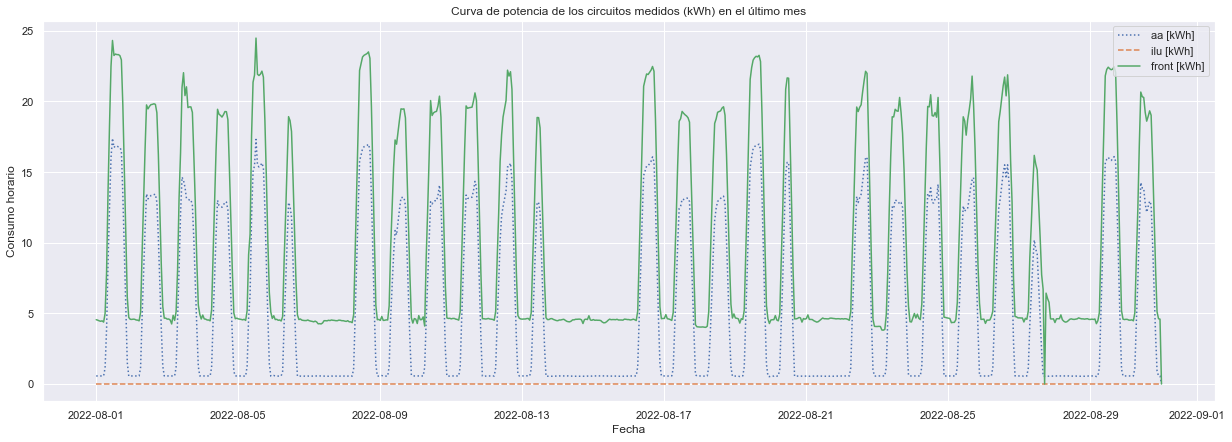 Curva de potencia de los circuitos medidos (kWh) en el último mes
aa [kWh]
ilu [kWh]
front [kWh]
Consumo horario
25
20
15
10
5
0
2022-08-01
2022-08-05
2022-08-09
2022-08-13
2022-08-17
2022-08-21
2022-08-25
2022-08-29
2022-09-01
Fecha